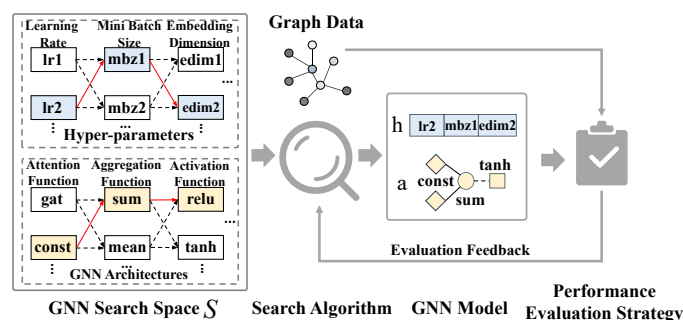 Learning Rate
Mini Batch Size
Embedding Dimension
lr1
mbz1
edim1
...
lr2
mbz2
edim2
⋮
...
⋮
Hyper-parameters
Attention Function
Aggregation Function
Activation Function
gat
sum
relu
...
const
mean
tanh
⋮
⋮
⋮
GNN Architectures
GNN Search Space S
Graph Data
Search Algorithm
h
lr2 mbz1 edim2
a
const
tanh
sum
GNN Model
Evaluation Feedback
Performance
Evaluation Strategy